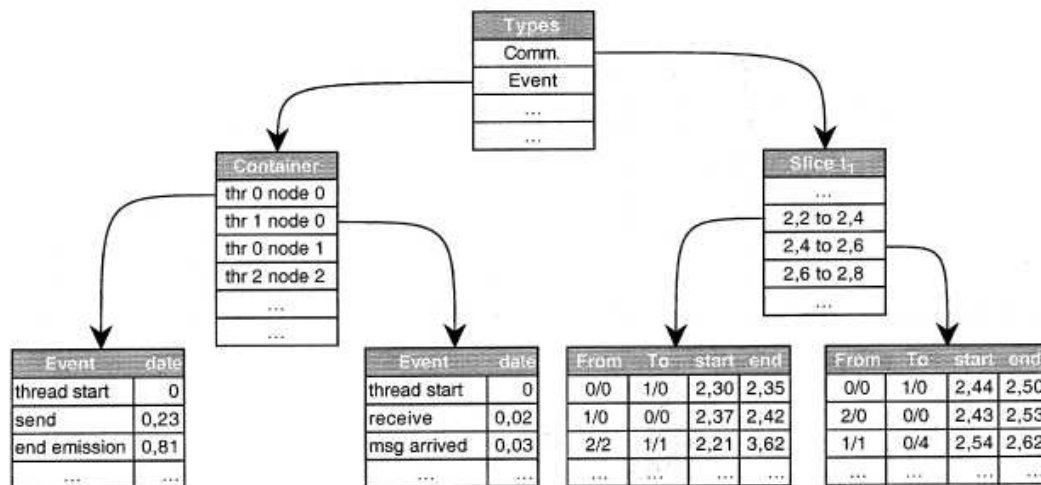 Types
Comm.
Event
...
...
Container
thr 0 node 0
thr 1 node 0
thr 0 node 1
thr 2 node 2
...
...
Slice t₁
...
2,2 to 2,4
2,4 to 2,6
2,6 to 2,8
...
Event date
thread start 0
send 0,23
end emission 0,81
... ...
Event date
thread start 0
receive 0,02
msg arrived 0,03
... ...
From To start end
0/0 1/0 2,30 2,35
1/0 0/0 2,37 2,42
2/2 1/1 2,21 3,62
... ... ... ...
From To start end
0/0 1/0 2,44 2,50
2/0 0/0 2,43 2,53
1/1 0/4 2,54 2,62
... ... ... ...